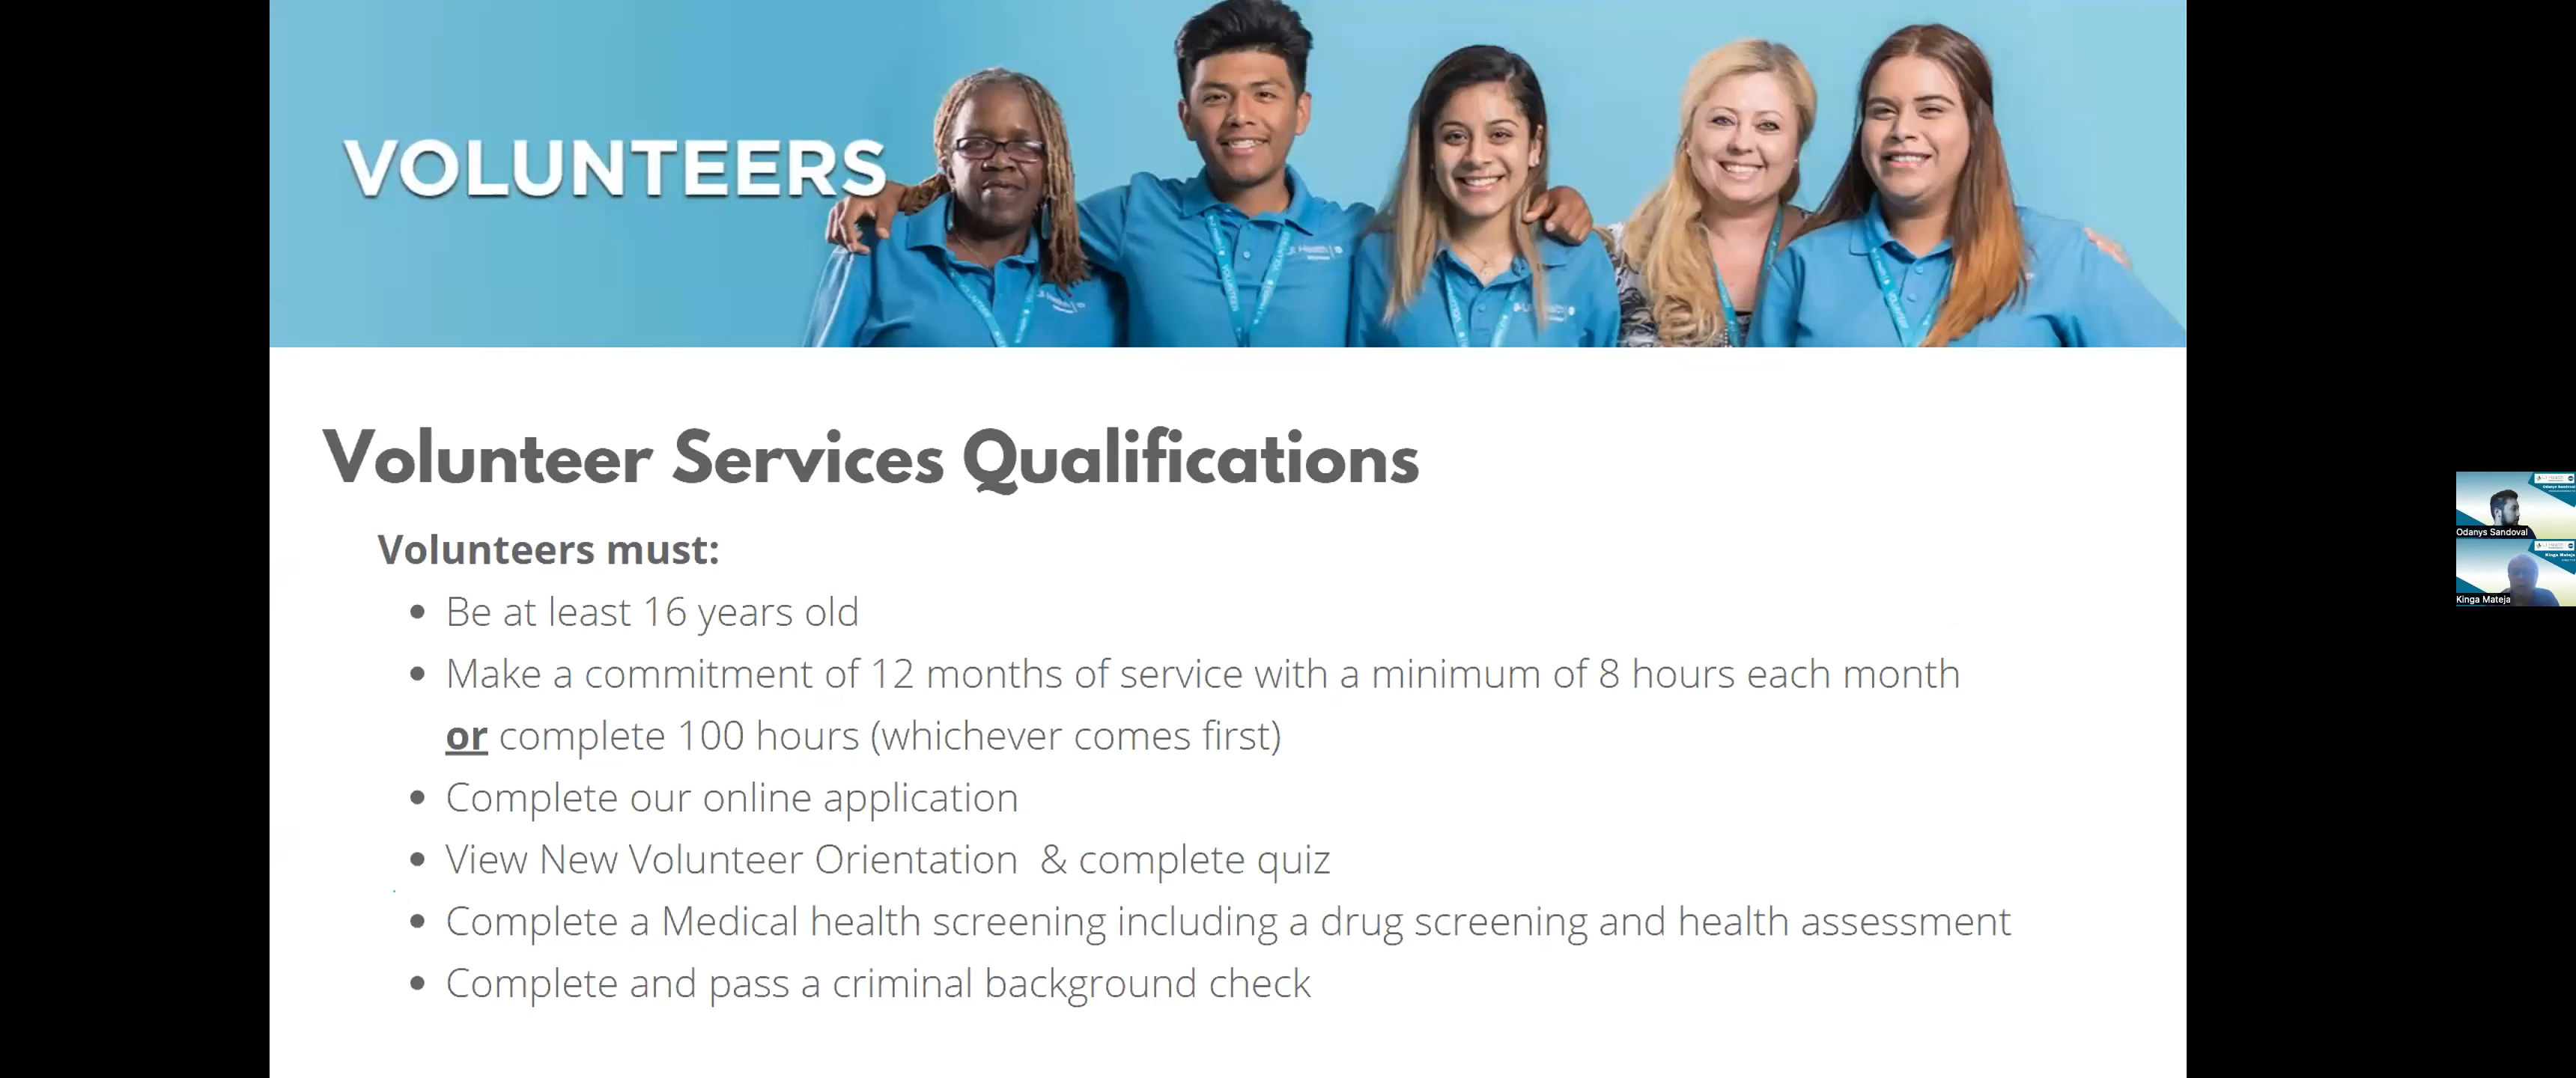 VOLUNTEERS
Volunteer Services Qualifications
Volunteers must:
• Be at least 16 years old
• Make a commitment of 12 months of service with a minimum of 8 hours each month
or complete 100 hours (whichever comes first)
• Complete our online application
• View New Volunteer Orientation & complete quiz
• Complete a Medical health screening including a drug screening and health assessment
• Complete and pass a criminal background check
Odanys Sandoval
Kinga Mateja